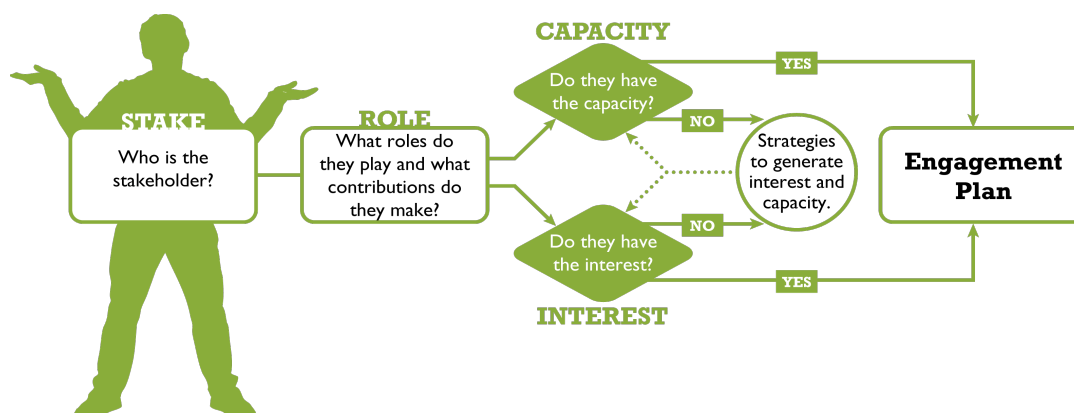 STAKE
Who is the
stakeholder?
ROLE
What roles do
they play and what
contributions do
they make?
CAPACITY
Do they have
the capacity?
YES
NO
Strategies
to generate
interest and
capacity.
Do they have
the interest?
NO
YES
INTEREST
Engagement
Plan